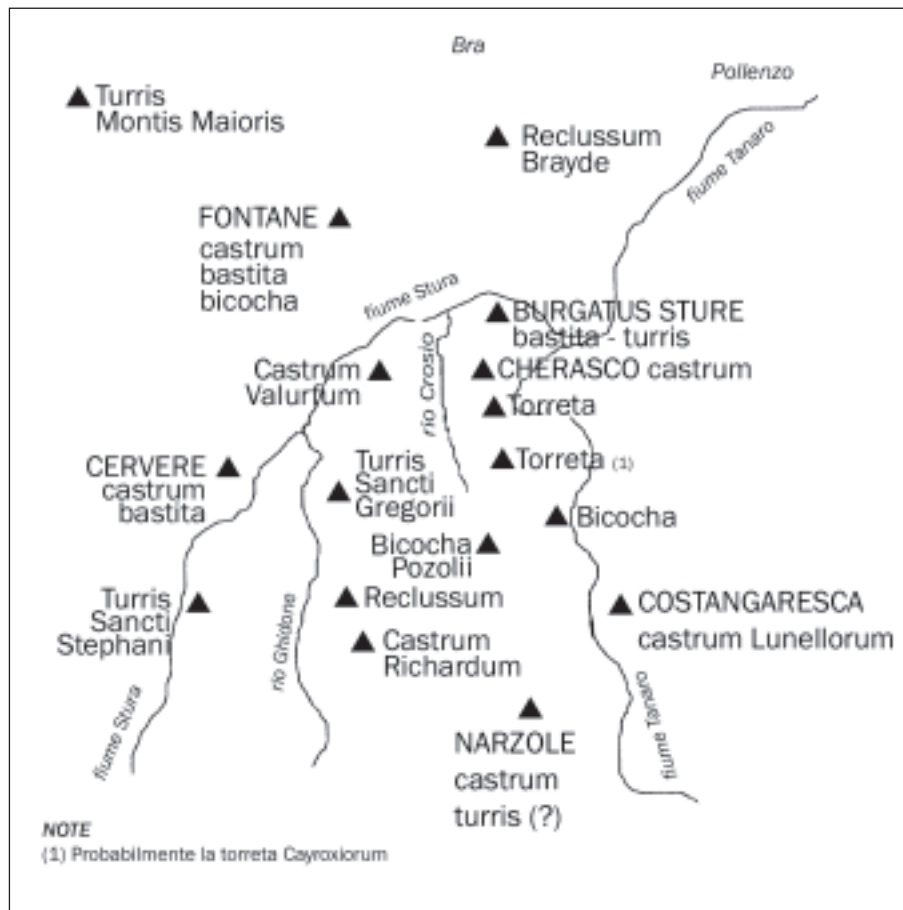 Bra
Pollenzo
Turris
Montis Maioris
Reclussum
Brayde
fiume Tanaro
FONTANE
castrum
bastita
bicocha
fiume Stura
BURGATUS STURE
bastita - turris
rio Crosio
Castrum
Valurfum
CHERASCO castrum
Torreta
Torreta (1)
CERVERE
castrum
bastita
Turris
Sancti
Gregorii
Bicocha
Bicocha
Pozolii
Turris
Sancti
Stephani
rio Ghidone
Reclussum
COSTANGARESCA
castrum Lunellorum
Castrum
Richardum
fiume Stura
fiume Tanaro
NARZOLE
castrum
turris (?)
NOTE
(1) Probabilmente la torreta Cayroxiorum